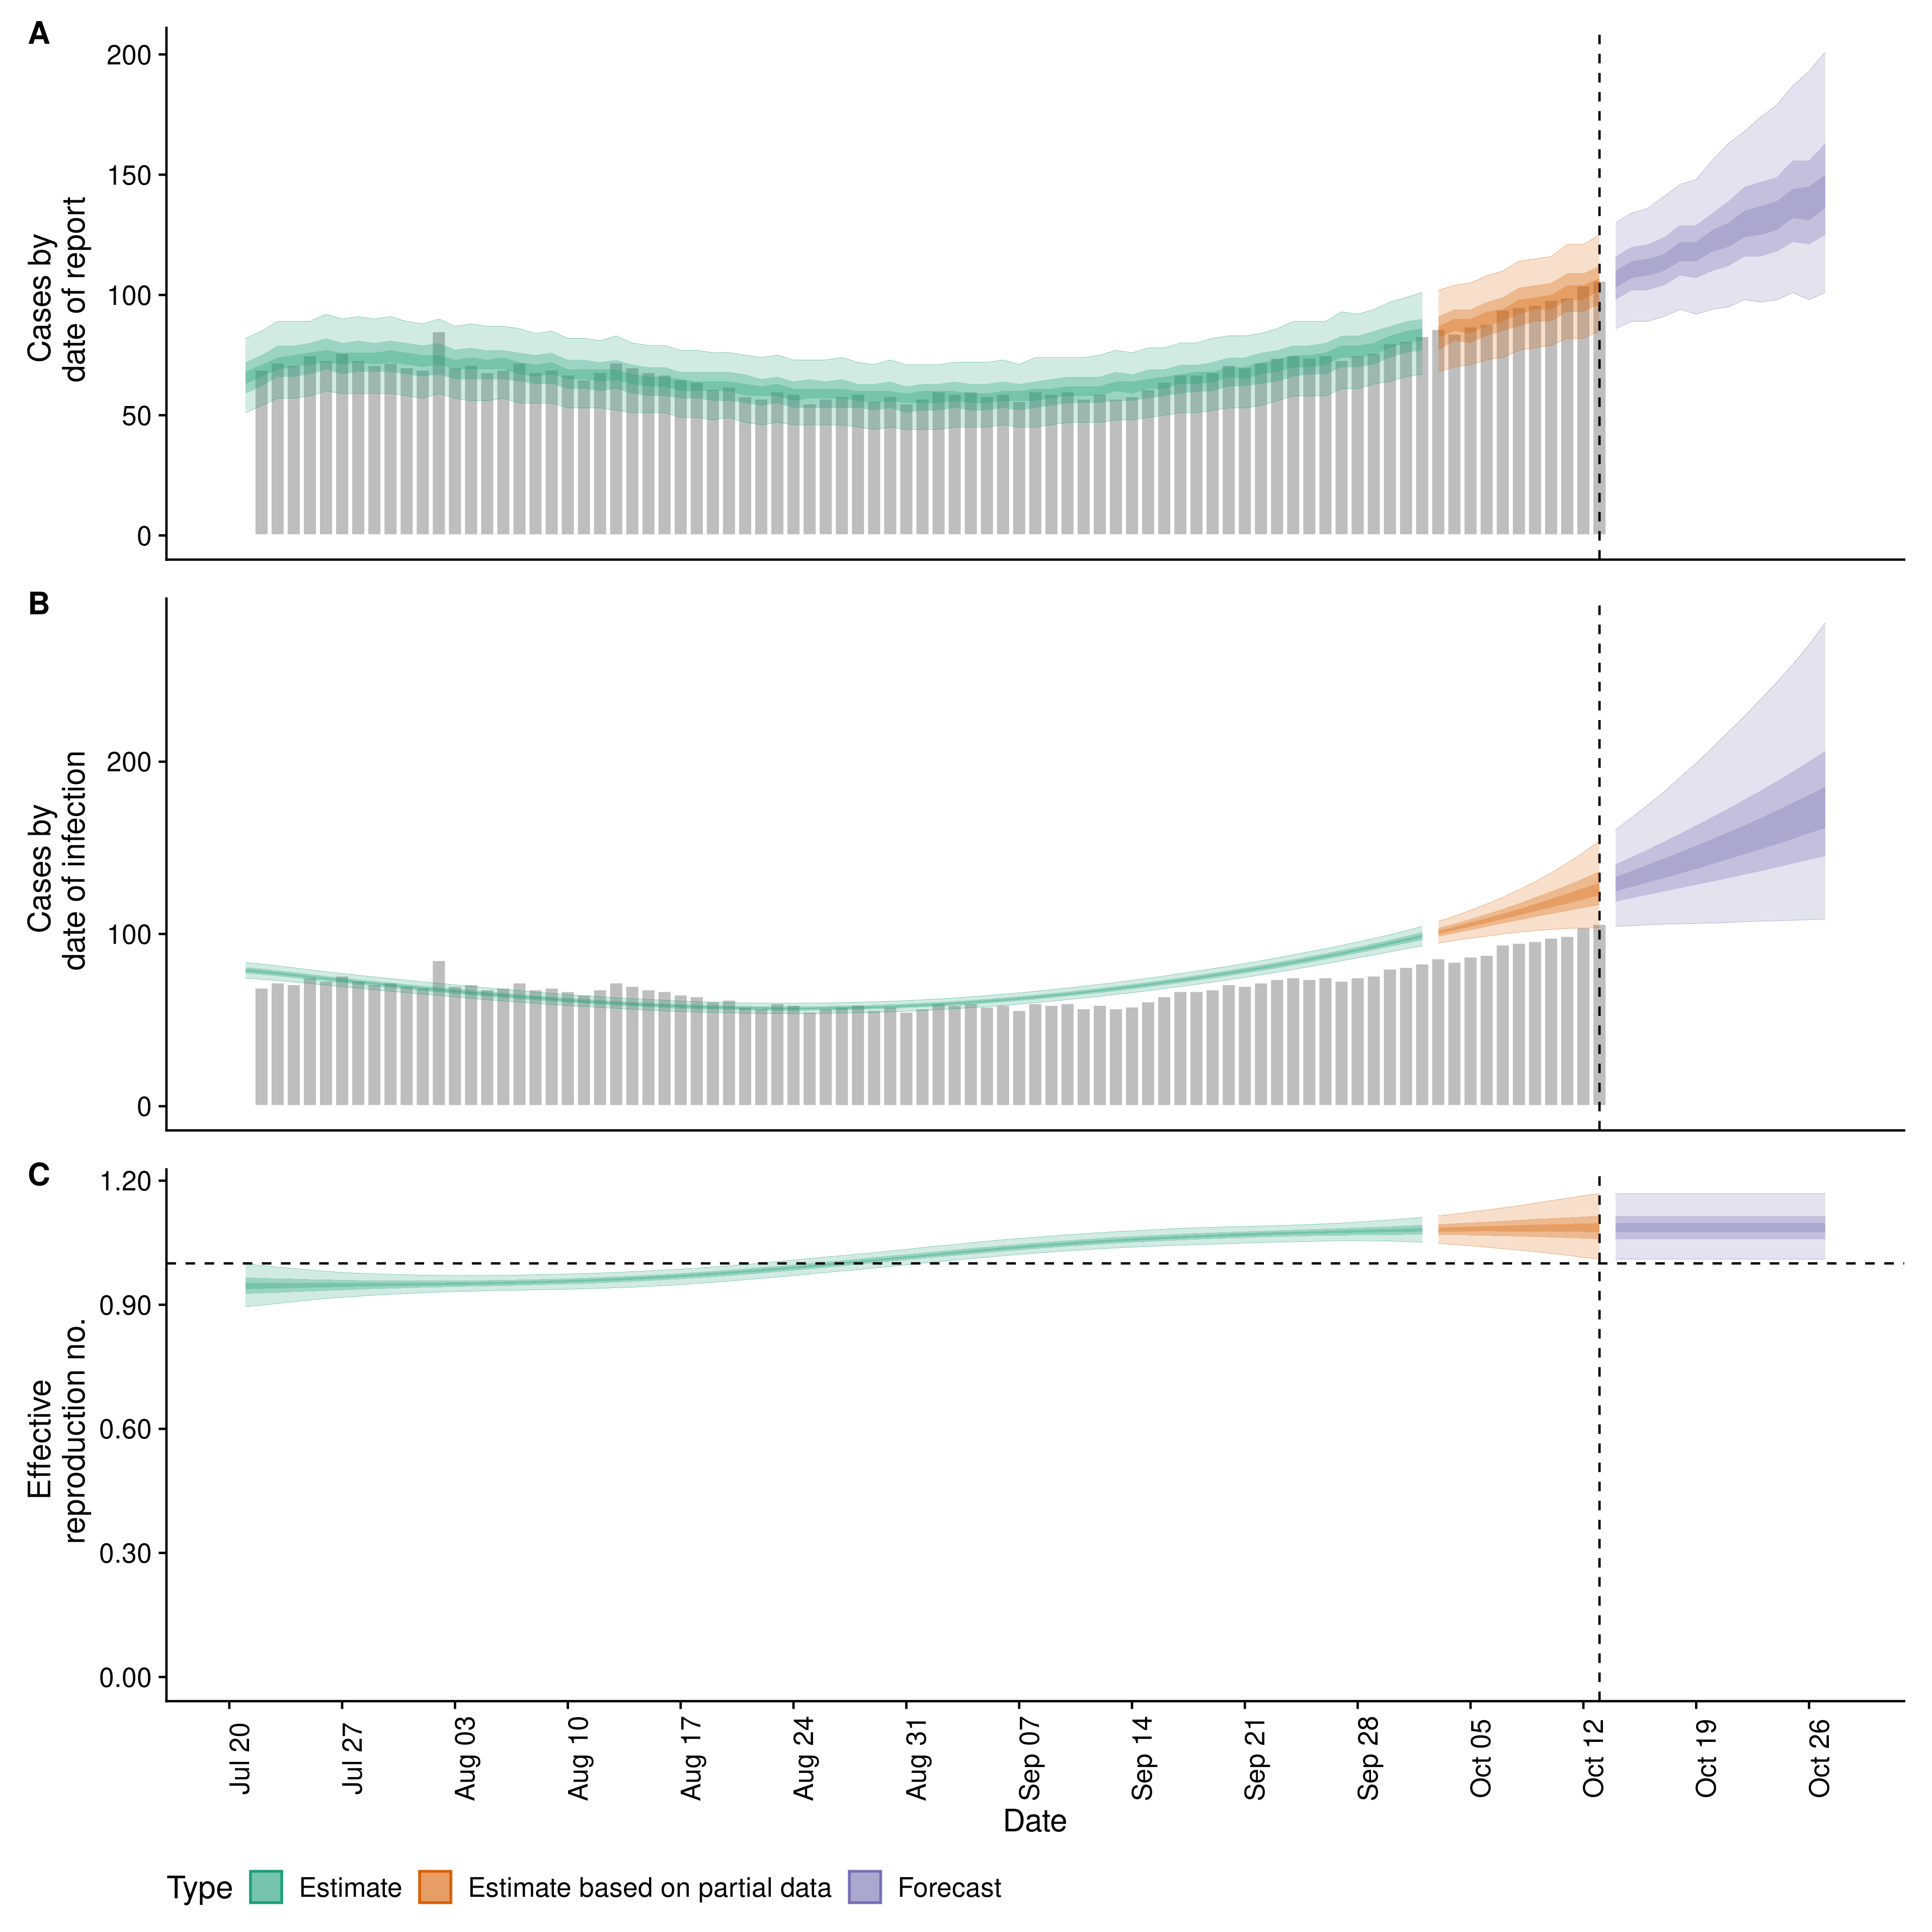 A
200
150
100
50
0
Cases by
date of report
B
200
100
0
Cases by
date of infection
C
1.20
0.90
0.60
0.30
0.00
Effective
reproduction no.
Jul 20
Jul 27
Aug 03
Aug 10
Aug 17
Aug 24
Aug 31
Sep 07
Sep 14
Sep 21
Sep 28
Oct 05
Oct 12
Oct 19
Oct 26
Date
Type Estimate Estimate based on partial data Forecast